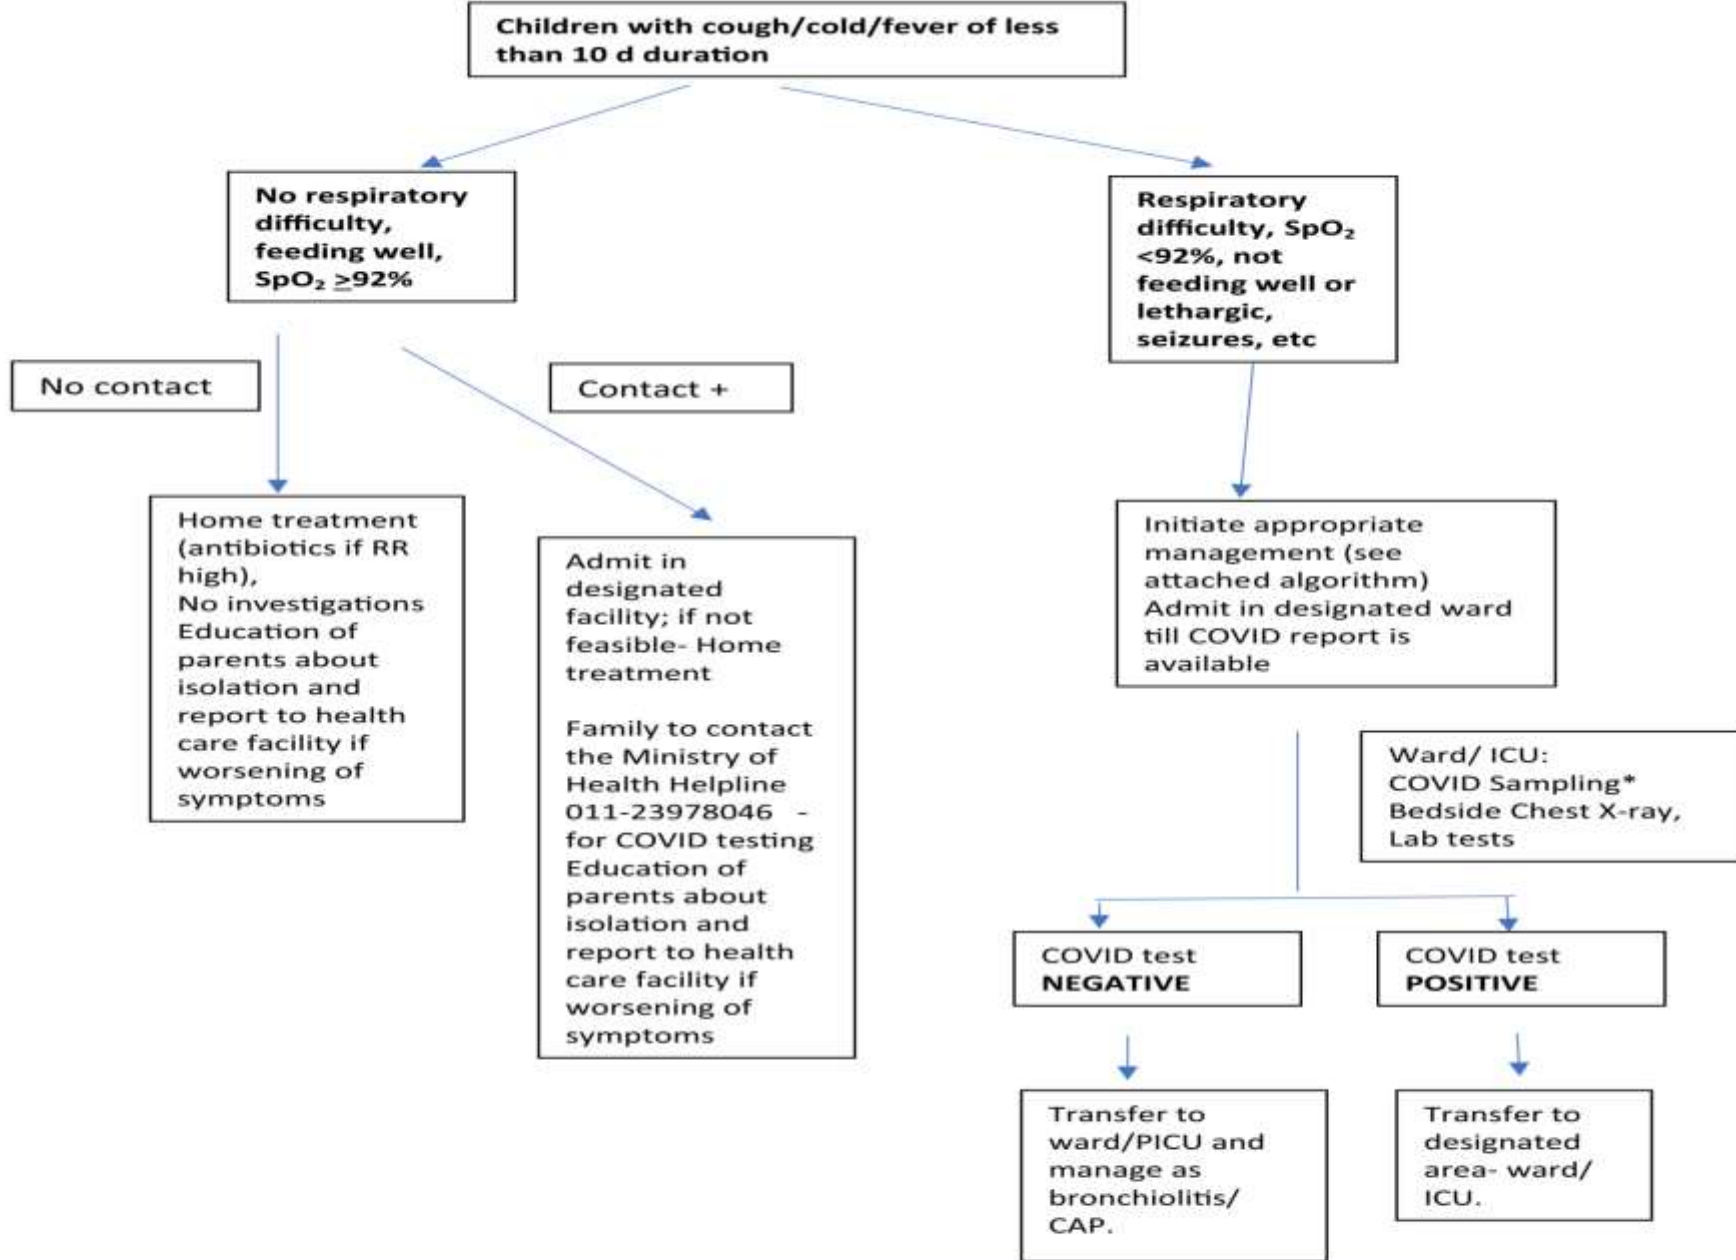 Children with cough/cold/fever of less
than 10 d duration
No respiratory
difficulty,
feeding well,
SpO₂ ≥92%
Respiratory
difficulty, SpO₂
<92%, not
feeding well or
lethargic,
seizures, etc
No contact
Contact +
Home treatment
(antibiotics if RR
high),
No investigations
Education of
parents about
isolation and
report to health
care facility if
worsening of
symptoms
Admit in
designated
facility; if not
feasible- Home
treatment
Family to contact
the Ministry of
Health Helpline
011-23978046 -
for COVID testing
Education of
parents about
isolation and
report to health
care facility if
worsening of
symptoms
Initiate appropriate
management (see
attached algorithm)
Admit in designated ward
till COVID report is
available
Ward/ ICU:
COVID Sampling*
Bedside Chest X-ray,
Lab tests
COVID test
NEGATIVE
COVID test
POSITIVE
Transfer to
ward/PICU and
manage as
bronchiolitis/
CAP.
Transfer to
designated
area- ward/
ICU.